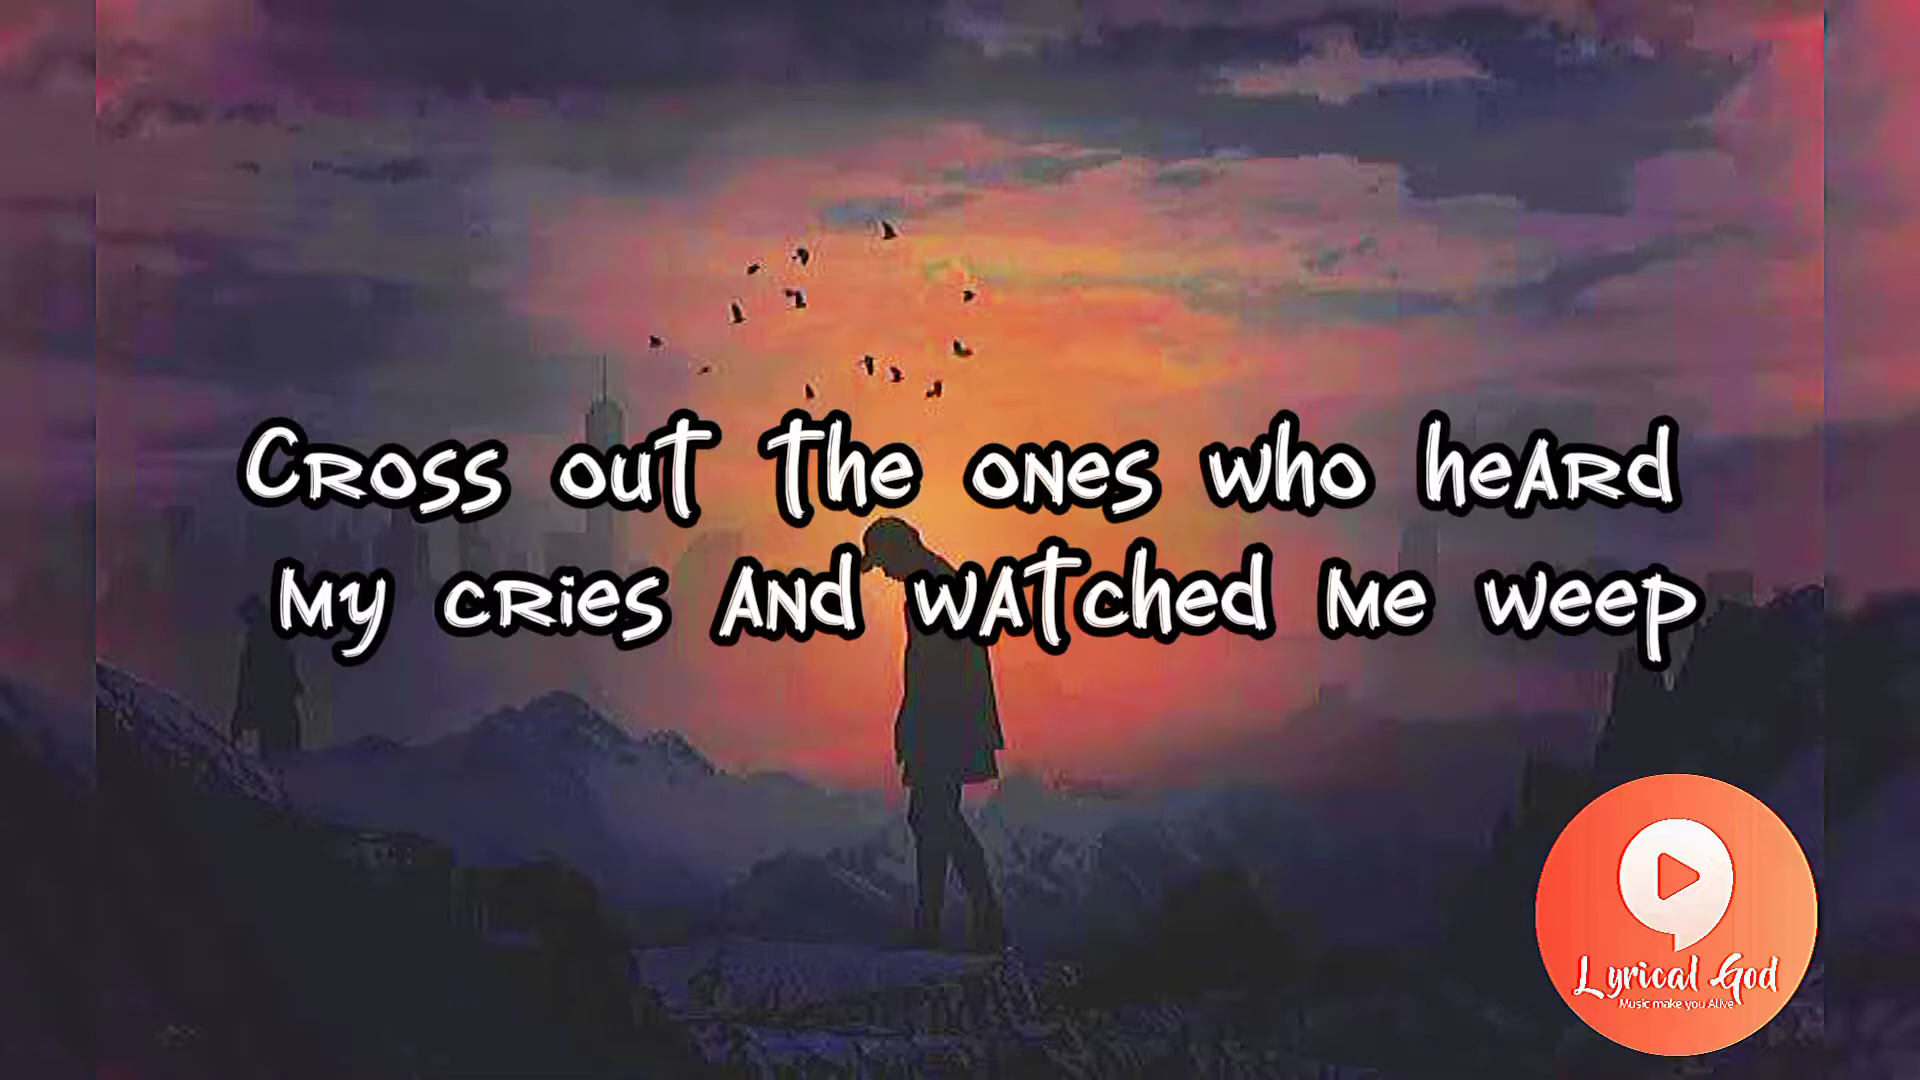 Cross out the ones who heard
my cries and watched me weep
Lyrical God
Music make you Alive